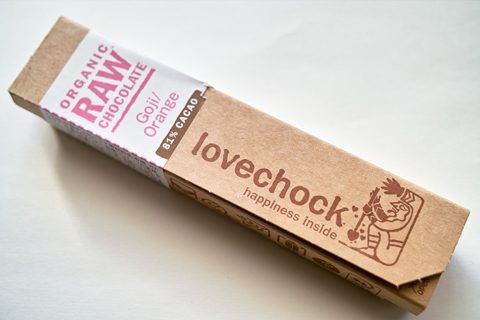 ORGANIC
RAW
CHOCOLATE
Goji/
Orange
81% CACAO
lovechock
happiness inside